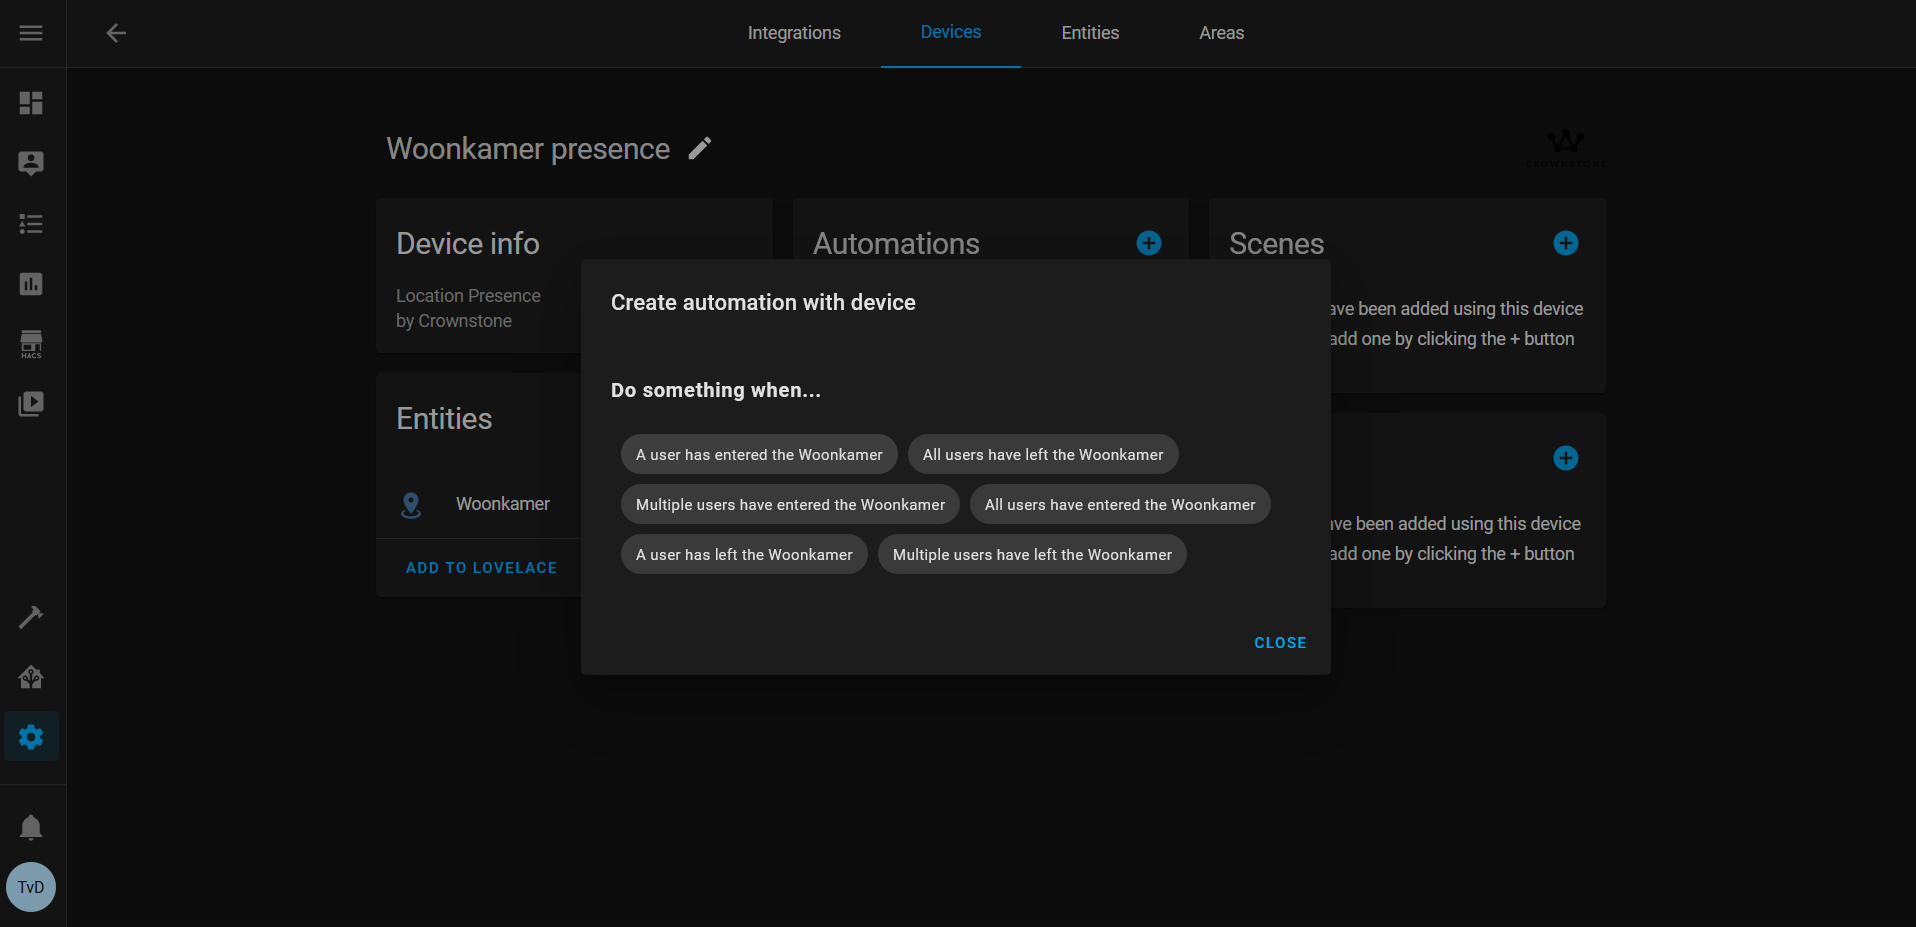 Integrations
Devices
Entities
Areas
Woonkamer presence
CROWNSTONE
Device info
Location Presence
by Crownstone
Automations
Scenes
ave been added using this device
add one by clicking the + button
Entities
Woonkamer
ADD TO LOVELACE
ve been added using this device
add one by clicking the + button
Create automation with device
Do something when...
A user has entered the Woonkamer
All users have left the Woonkamer
Multiple users have entered the Woonkamer
All users have entered the Woonkamer
A user has left the Woonkamer
Multiple users have left the Woonkamer
CLOSE
HACS
TvD